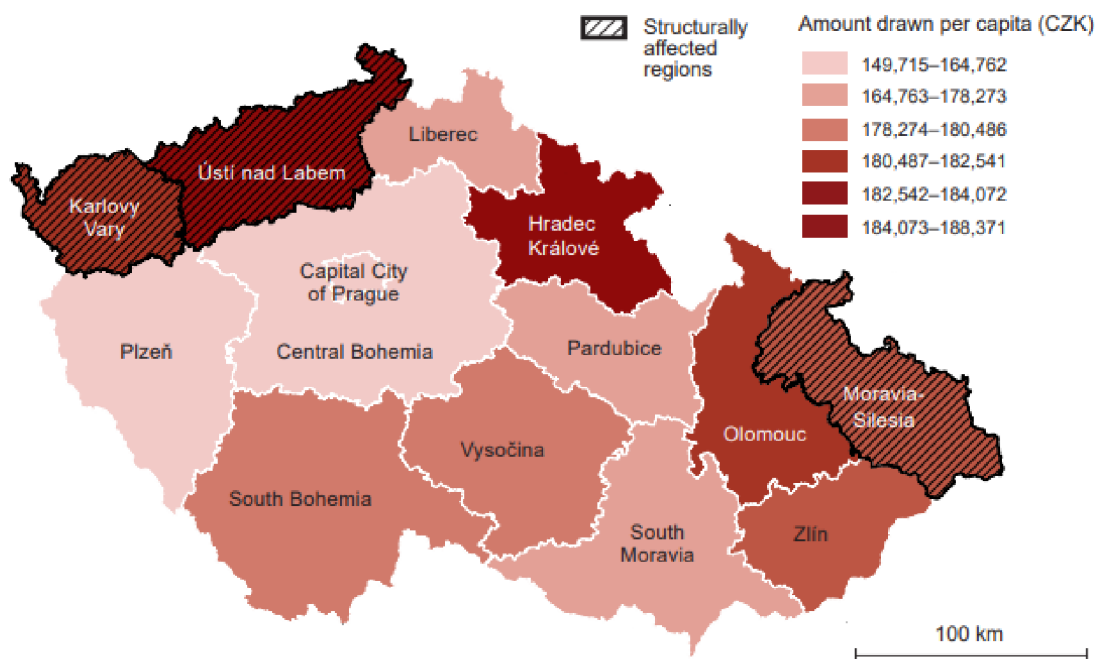 Structurally
affected
regions
Amount drawn per capita (CZK)
149,715–164,762
164,763–178,273
178,274–180,486
180,487–182,541
182,542–184,072
184,073–188,371
Liberec
Ústí nad Labem
Karlovy
Vary
Hradec
Králové
Capital City
of Prague
Plzeň
Central Bohemia
Pardubice
Moravia-
Silesia
Olomouc
Vysočina
South Bohemia
South
Moravia
Zlín
100 km